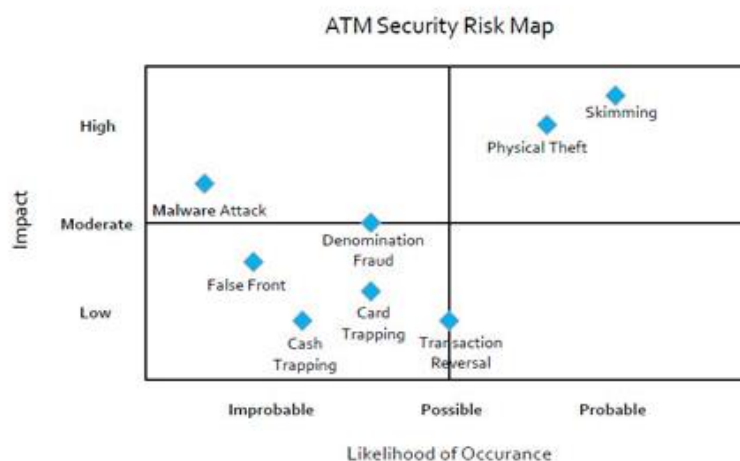 ATM Security Risk Map
High
Skimming
Physical Theft
Malware Attack
Moderate
Denomination
Fraud
False Front
Low
Card
Trapping
Cash
Trapping
Transaction
Reversal
Impact
Improbable
Possible
Probable
Likelihood of Occurance